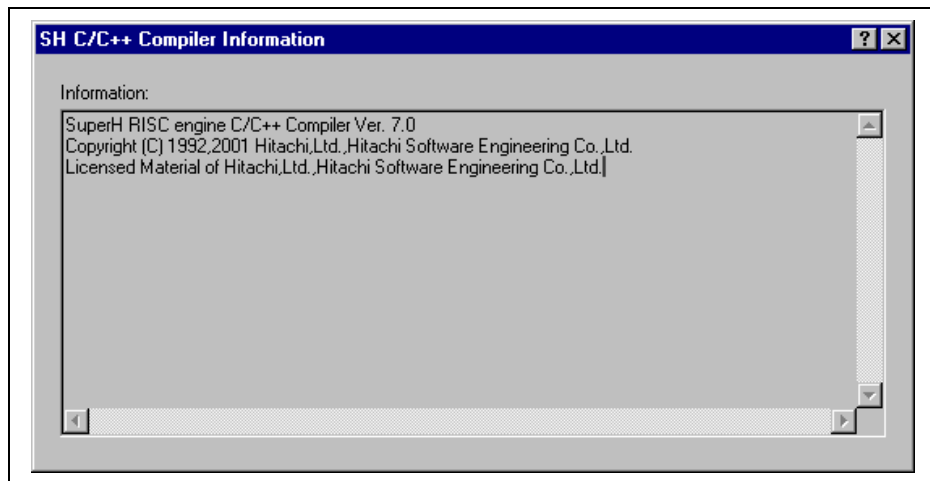 SH C/C++ Compiler Information
Information:
SuperH RISC engine C/C++ Compiler Ver. 7.0
Copyright (C) 1992,2001 Hitachi,Ltd.,Hitachi Software Engineering Co.,Ltd.
Licensed Material of Hitachi,Ltd.,Hitachi Software Engineering Co.,Ltd.